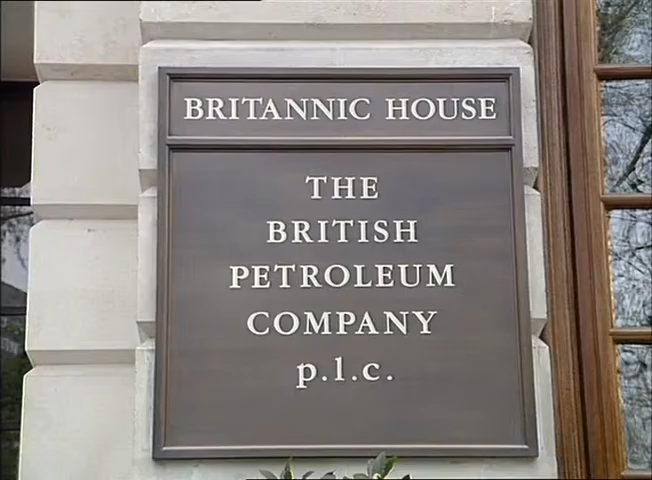 BRITANNIC HOUSE
THE
BRITISH
PETROLEUM
COMPANY
p.l.c.